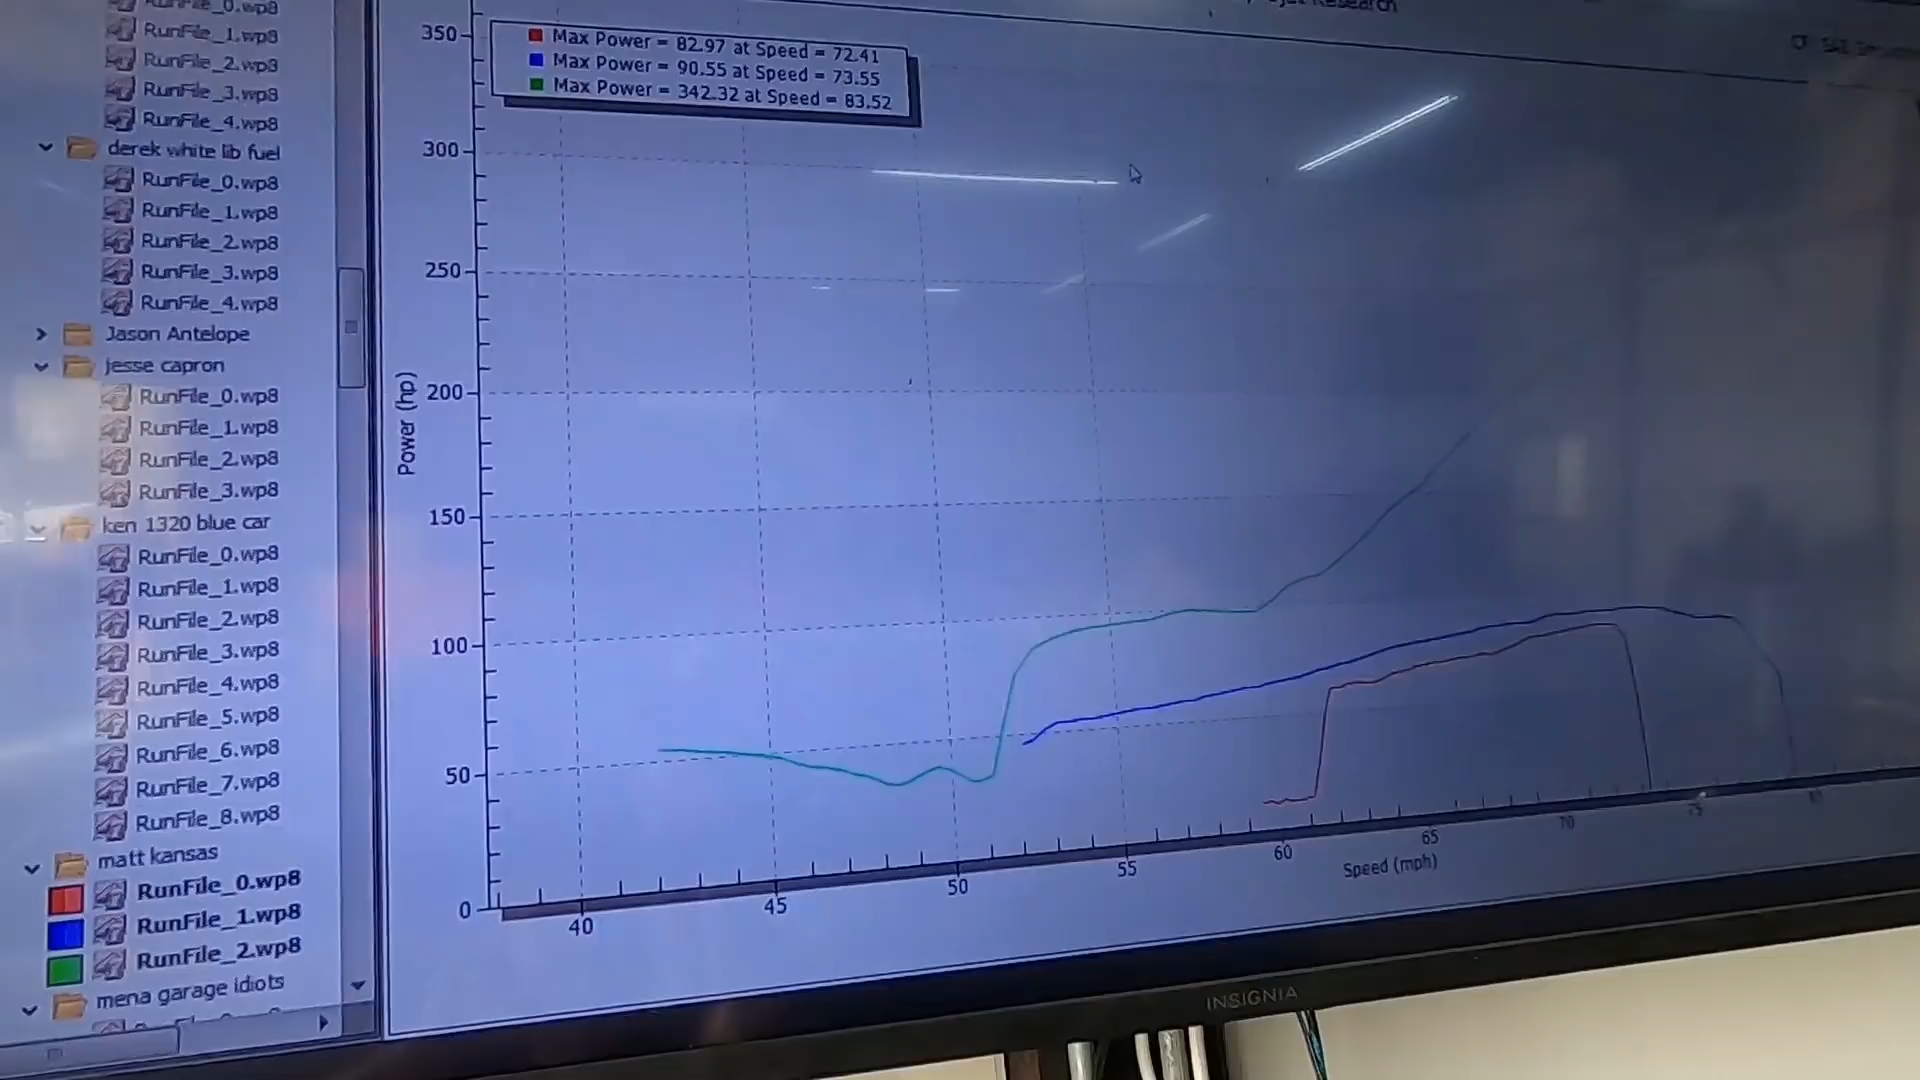 RunFile_0.wp8
RunFile_1.wp8
RunFile_2.wp8
RunFile_3.wp8
RunFile_4.wp8
derek white lib fuel
RunFile_0.wp8
RunFile_1.wp8
RunFile_2.wp8
RunFile_3.wp8
RunFile_4.wp8
Jason Antelope
jesse capron
RunFile_0.wp8
RunFile_1.wp8
RunFile_2.wp8
RunFile_3.wp8
ken 1320 blue car
RunFile_0.wp8
RunFile_1.wp8
RunFile_2.wp8
RunFile_3.wp8
RunFile_4.wp8
RunFile_5.wp8
RunFile_6.wp8
RunFile_7.wp8
RunFile_8.wp8
matt kansas
RunFile_0.wp8
RunFile_1.wp8
RunFile_2.wp8
mena garage idiots
Research
Max Power = 82.97 at Speed = 72.41
Max Power = 90.55 at Speed = 73.55
Max Power = 342.32 at Speed = 83.52
350
300
250
200
150
100
50
0
Power (hp)
40
45
50
55
60
65
70
75
Speed (mph)
INSIGNIA